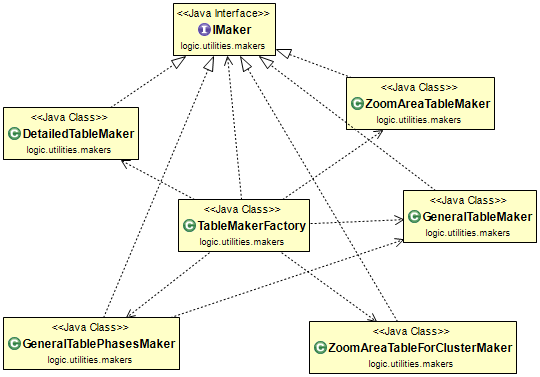 <<Java Interface>>
I IMaker
logic.utilities.makers
<<Java Class>>
C ZoomAreaTableMaker
logic.utilities.makers
<<Java Class>>
C DetailedTableMaker
logic.utilities.makers
<<Java Class>>
C GeneralTableMaker
logic.utilities.makers
<<Java Class>>
C TableMakerFactory
logic.utilities.makers
<<Java Class>>
C GeneralTablePhasesMaker
logic.utilities.makers
<<Java Class>>
C ZoomAreaTableForClusterMaker
logic.utilities.makers